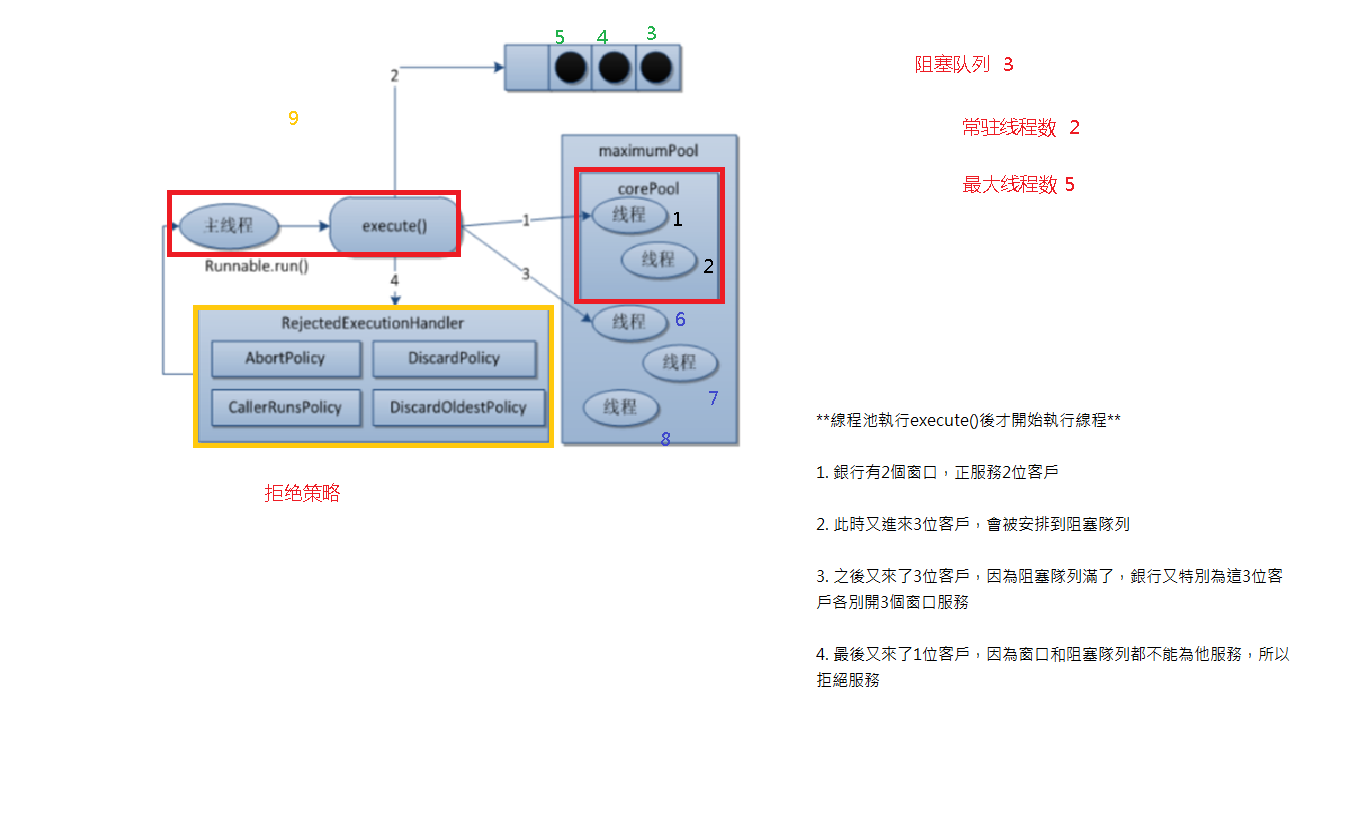 5 4 3
2
阻塞队列 3
9
常驻线程数 2
最大线程数 5
maximumPool
corePool
主线程
execute()
1
线程 1
线程 2
Runnable.run()
4
3
RejectedExecutionHandler
线程 6
AbortPolicy
DiscardPolicy
线程
7
CallerRunsPolicy
DiscardOldestPolicy
线程
8
拒绝策略
**線程池執行execute()後才開始執行線程**
1. 銀行有2個窗口，正服務2位客戶
2. 此時又進來3位客戶，會被安排到阻塞隊列
3. 之後又來了3位客戶，因為阻塞隊列滿了，銀行又特別為這3位客
戶各別開3個窗口服務
4. 最後又來了1位客戶，因為窗口和阻塞隊列都不能為他服務，所以
拒絕服務